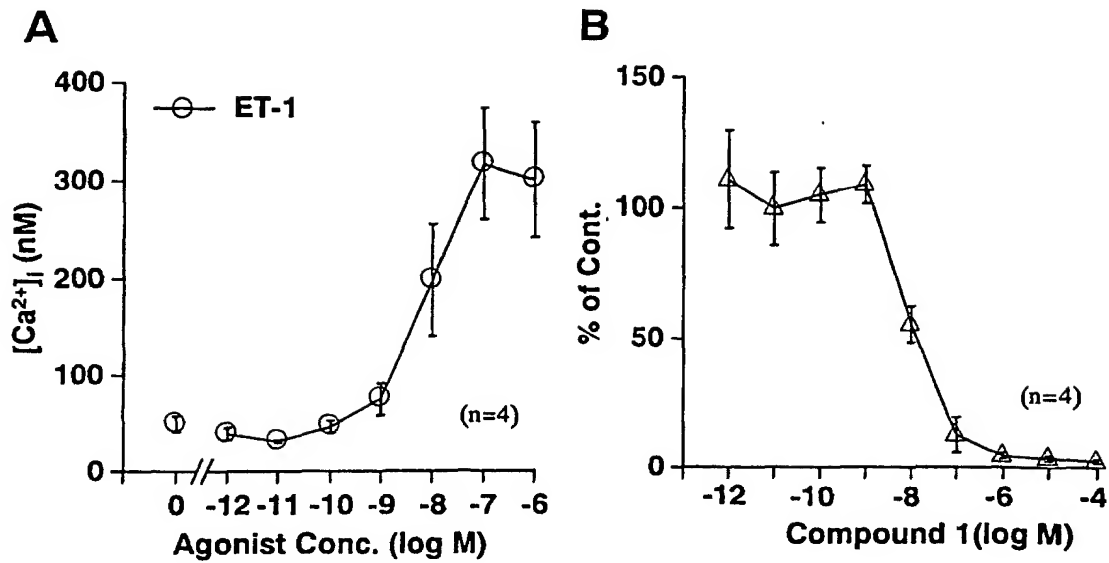 A
400
300
200
100
0
[Ca²⁺]ᵢ (nM)
ET-1
(n=4)
0 -12 -11 -10 -9 -8 -7 -6
Agonist Conc. (log M)
B
150
100
50
0
% of Cont.
(n=4)
-12 -10 -8 -6 -4
Compound 1(log M)